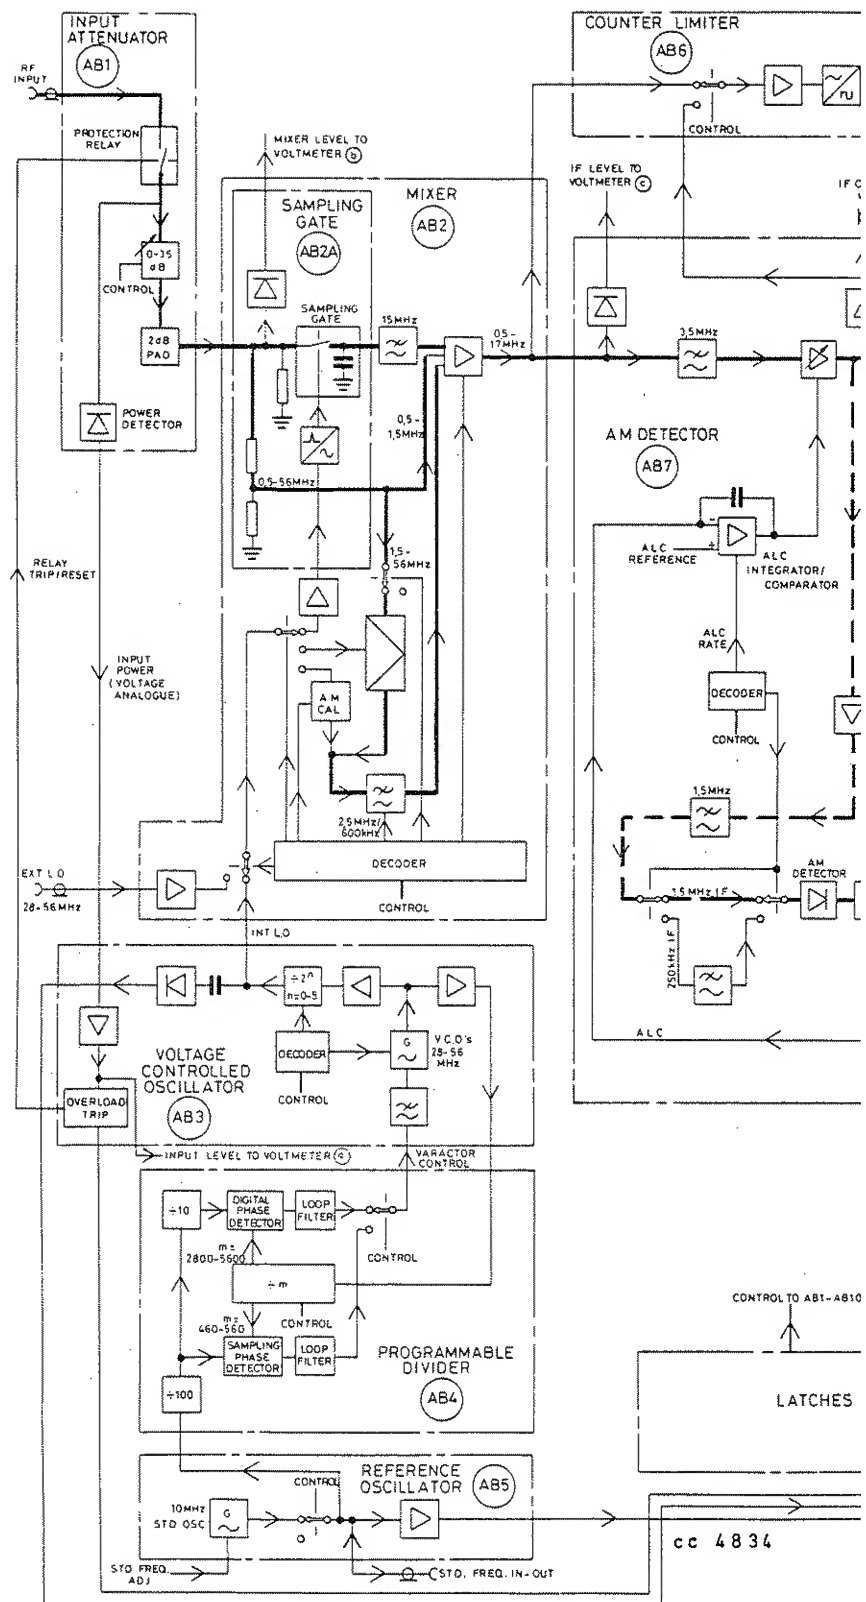 INPUT
ATTENUATOR
AB1
RF
INPUT
PROTECTION
RELAY
0-35
dB
CONTROL
2dB
PAD
POWER
DETECTOR
RELAY
TRIP/RESET
INPUT
POWER
(VOLTAGE
ANALOGUE)
MIXER LEVEL TO
VOLTMETER b
MIXER
AB2
SAMPLING
GATE
AB2A
SAMPLING
GATE
15MHz
0,5-
17MHz
0,5-
1,5MHz
0,5-56MHz
1,5-
56MHz
AM
CAL
2,5MHz/
600kHz
DECODER
CONTROL
EXT L.O
28-56MHz
INT L.O
COUNTER LIMITER
AB6
CONTROL
IF LEVEL TO
VOLTMETER c
3,5MHz
AM DETECTOR
AB7
ALC
REFERENCE
-
+
ALC
INTEGRATOR/
COMPARATOR
ALC
RATE
DECODER
CONTROL
1,5MHz
1,5MHz IF
AM
DETECTOR
250kHz IF
ALC
÷2ⁿ
n=0-8
VOLTAGE
CONTROLLED
OSCILLATOR
AB3
DECODER
CONTROL
G
V.C.O's
28-56
MHz
OVERLOAD
TRIP
INPUT LEVEL TO VOLTMETER a
VARACTOR
CONTROL
÷10
DIGITAL
PHASE
DETECTOR
LOOP
FILTER
CONTROL
m=
2800-5600
÷m
CONTROL
m=
460-560
SAMPLING
PHASE
DETECTOR
LOOP
FILTER
PROGRAMMABLE
DIVIDER
AB4
÷100
CONTROL TO AB1-AB10
LATCHES
REFERENCE
OSCILLATOR
AB5
CONTROL
10MHz
STD OSC
G
STD FREQ.
ADJ
STD. FREQ. IN-OUT
cc 4834